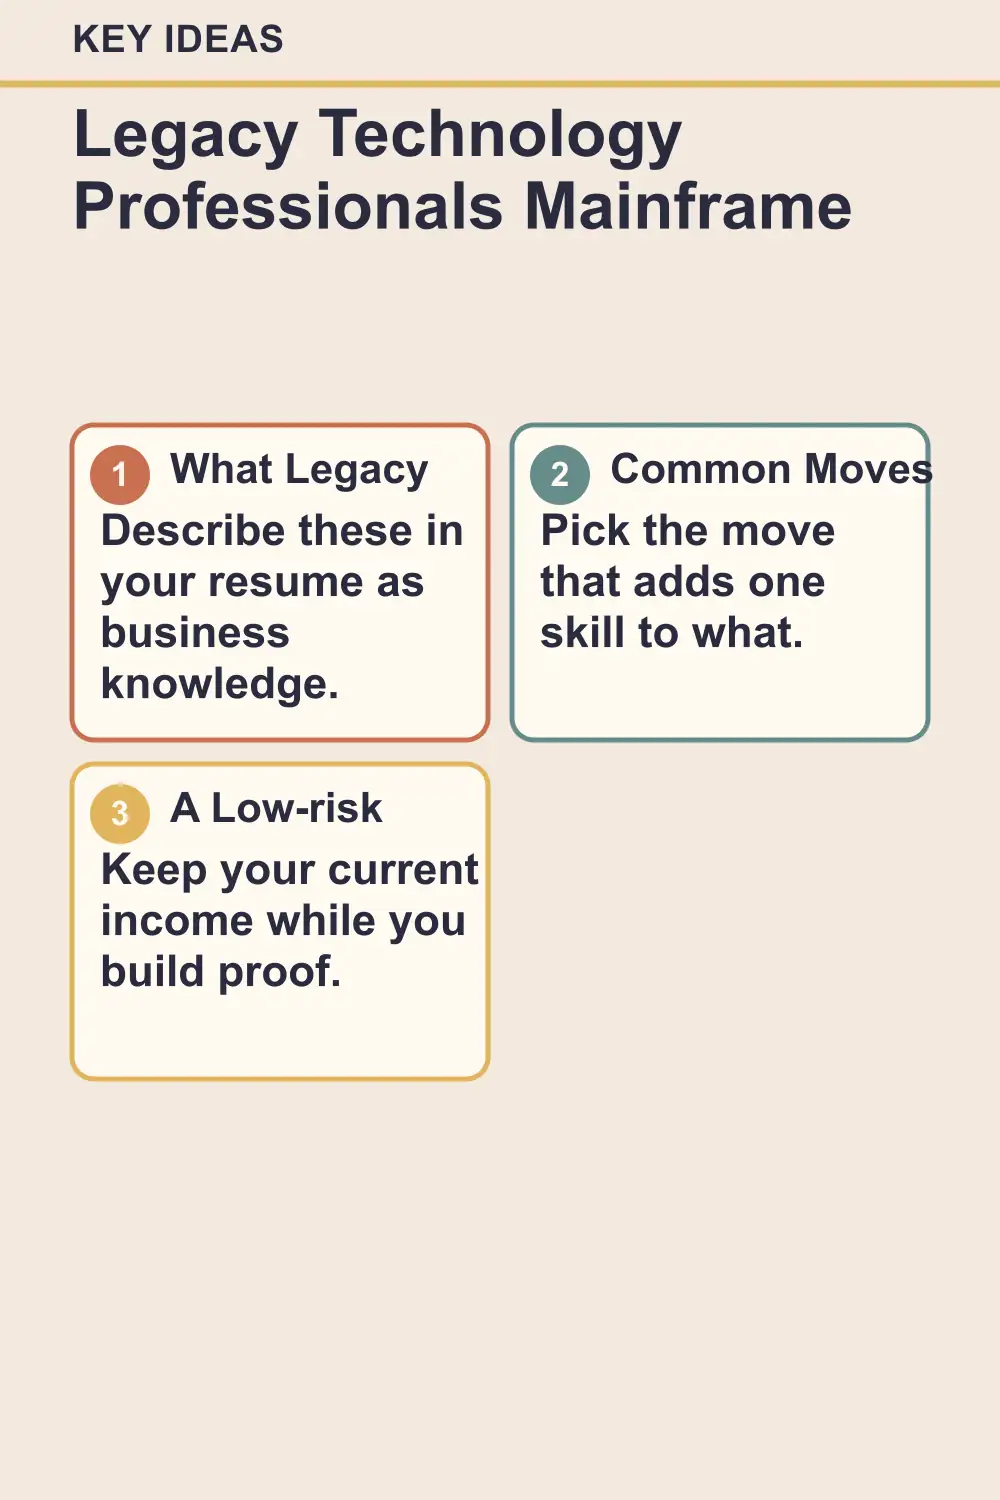 KEY IDEAS
Legacy Technology
Professionals Mainframe
1
What Legacy
Describe these in
your resume as
business
knowledge.
2
Common Moves
Pick the move
that adds one
skill to what.
3
A Low-risk
Keep your current
income while you
build proof.